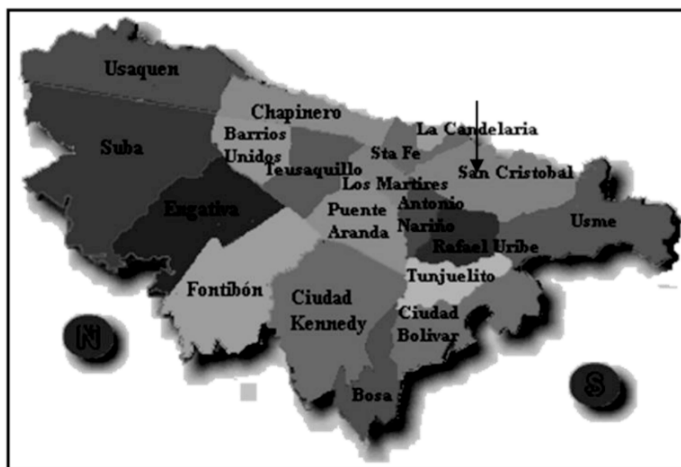 Usaquen
Chapinero
La Candelaria
Barrios
Unidos
Suba
Sta Fe
Teusaquillo
San Cristobal
Los Martires
Engativa
Antonio
Nariño
Puente
Aranda
Usme
Rafael Uribe
Tunjuelito
Fontibón
Ciudad
Kennedy
Ciudad
Bolivar
N
S
Bosa